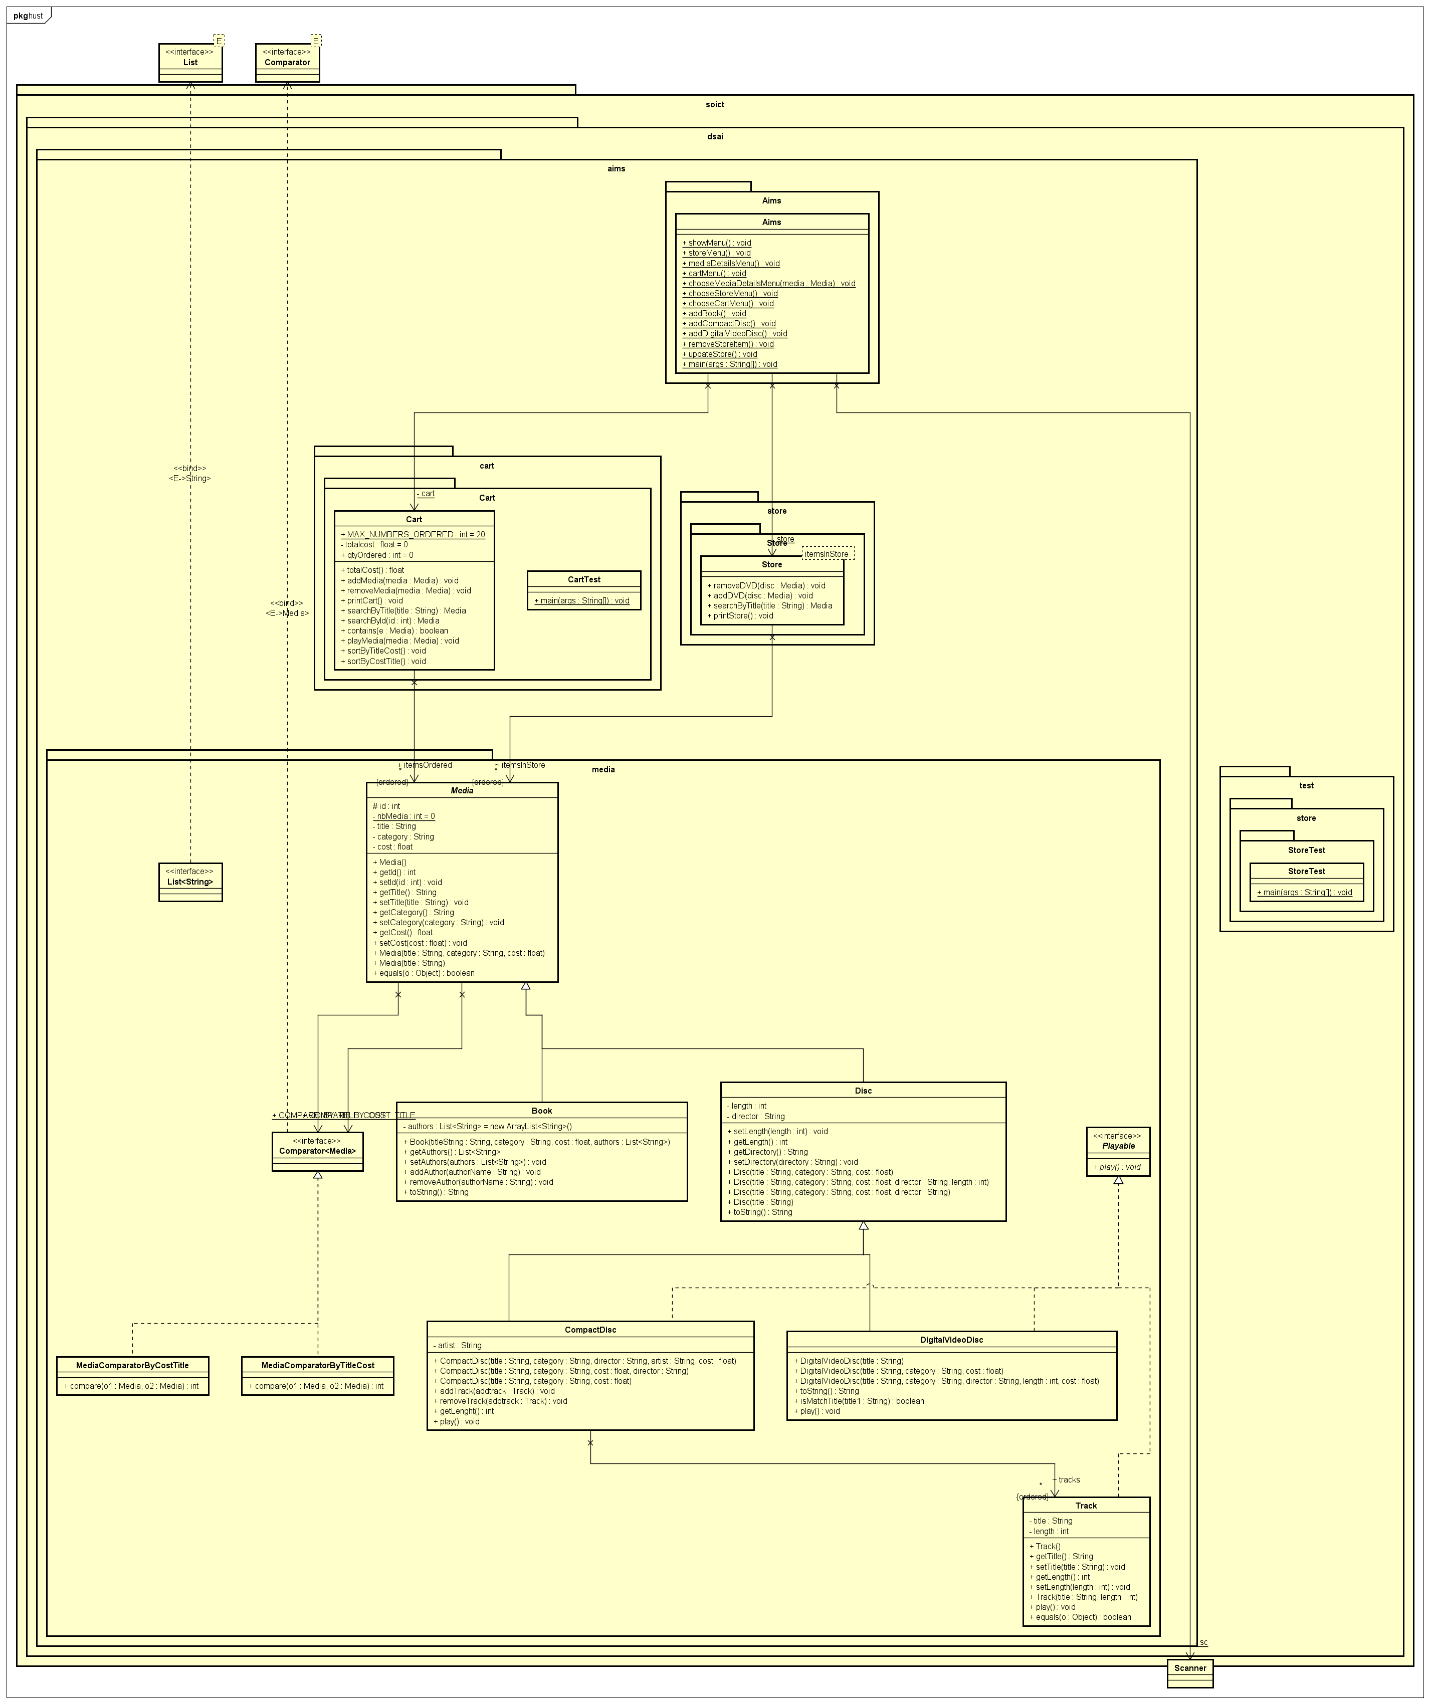 pkg hust
E
E
<<interface>>
List
<<interface>>
Comparator
soict
dsai
aims
Aims
Aims
+ showMenu() : void
+ storeMenu() : void
+ mediaDetailsMenu() : void
+ cartMenu() : void
+ chooseMediaDetailsMenu(media : Media) : void
+ chooseStoreMenu() : void
+ chooseCartMenu() : void
+ addBook() : void
+ addCompactDisc() : void
+ addDigitalVideoDisc() : void
+ removeStoreItem() : void
+ updateStore() : void
+ main(args : String[]) : void
<<bind>>
<E->String>
cart
Cart
- cart
Cart
+ MAX_NUMBERS_ORDERED : int = 20
- totalcost : float = 0
+ qtyOrdered : int = 0
+ totalCost() : float
+ addMedia(media : Media) : void
+ removeMedia(media : Media) : void
+ printCart() : void
+ searchByTitle(title : String) : Media
+ searchById(id : int) : Media
+ contains(e : Media) : boolean
+ playMedia(media : Media) : void
+ sortByTitleCost() : void
+ sortByCostTitle() : void
CartTest
+ main(args : String[]) : void
store
Store
- store
itemsInStore
Store
+ removeDVD(disc : Media) : void
+ addDVD(disc : Media) : void
+ searchByTitle(title : String) : Media
+ printStore() : void
<<bind>>
<E->Media>
media
* - itemsOrdered
{ordered}
* - itemsInStore
{ordered}
Media
# id : int
- nbMedia : int = 0
- title : String
- category : String
- cost : float
+ Media()
+ getId() : int
+ setId(id : int) : void
+ getTitle() : String
+ setTitle(title : String) : void
+ getCategory() : String
+ setCategory(category : String) : void
+ getCost() : float
+ setCost(cost : float) : void
+ Media(title : String, category : String, cost : float)
+ Media(title : String)
+ equals(o : Object) : boolean
<<interface>>
List<String>
test
store
StoreTest
StoreTest
+ main(args : String[]) : void
<<interface>>
Comparator<Media>
Book
- authors : List<String> = new ArrayList<String>()
+ Book(titleString : String, category : String, cost : float, authors : List<String>)
+ getAuthors() : List<String>
+ setAuthors(authors : List<String>) : void
+ addAuthor(authorName : String) : void
+ removeAuthor(authorName : String) : void
+ toString() : String
Disc
- length : int
- director : String
+ setLength(length : int) : void
+ getLength() : int
+ getDirectory() : String
+ setDirectory(directory : String) : void
+ Disc(title : String, category : String, cost : float)
+ Disc(title : String, category : String, cost : float, director : String, length : int)
+ Disc(title : String, category : String, cost : float, director : String)
+ Disc(title : String)
+ toString() : String
<<interface>>
Playable
+ play() : void
MediaComparatorByCostTitle
+ compare(o1 : Media, o2 : Media) : int
MediaComparatorByTitleCost
+ compare(o1 : Media, o2 : Media) : int
CompactDisc
- artist : String
+ CompactDisc(title : String, category : String, director : String, artist : String, cost : float)
+ CompactDisc(title : String, category : String, cost : float, director : String)
+ CompactDisc(title : String, category : String, cost : float)
+ addTrack(addtrack : Track) : void
+ removeTrack(addtrack : Track) : void
+ getLenght() : int
+ play() : void
DigitalVideoDisc
+ DigitalVideoDisc(title : String)
+ DigitalVideoDisc(title : String, category : String, cost : float)
+ DigitalVideoDisc(title : String, category : String, director : String, length : int, cost : float)
+ toString() : String
+ isMatchTitle(title1 : String) : boolean
+ play() : void
- tracks
*
{ordered}
Track
- title : String
- length : int
+ Track()
+ getTitle() : String
+ setTitle(title : String) : void
+ getLength() : int
+ setLength(length : int) : void
+ Track(title : String, length : int)
+ play() : void
+ equals(o : Object) : boolean
sc
Scanner